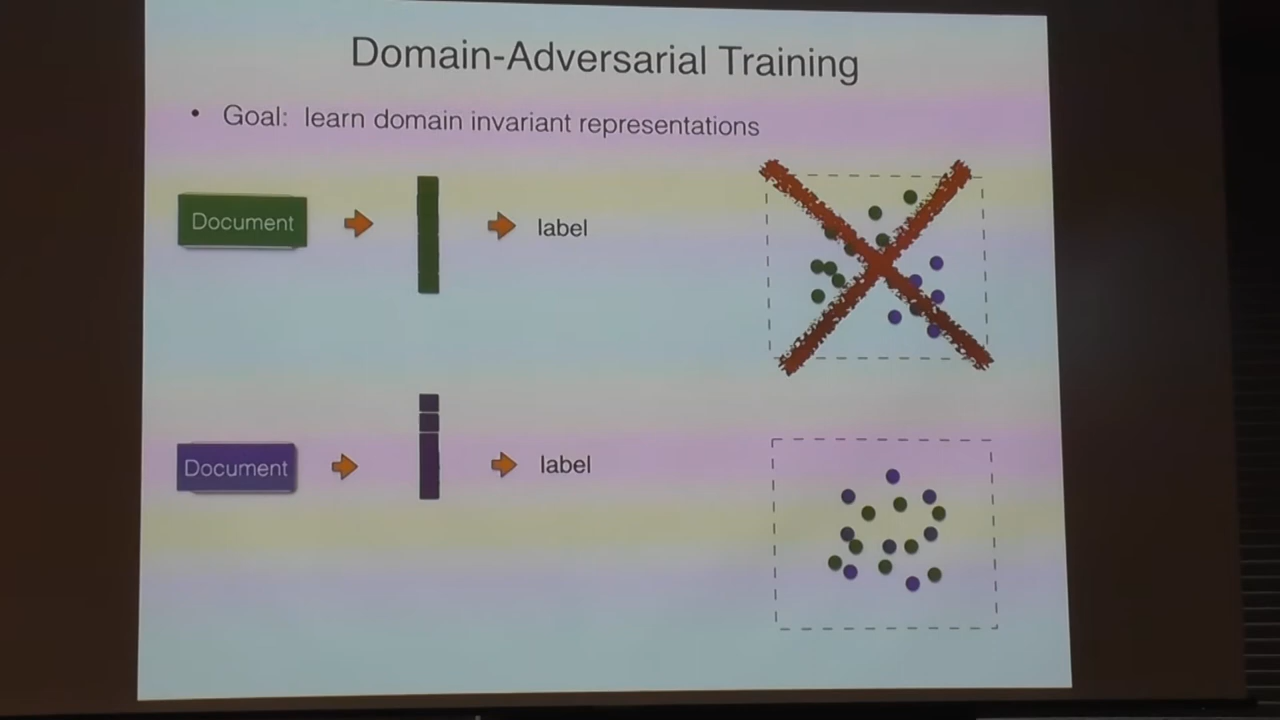 Domain-Adversarial Training
• Goal: learn domain invariant representations
Document
label
Document
label